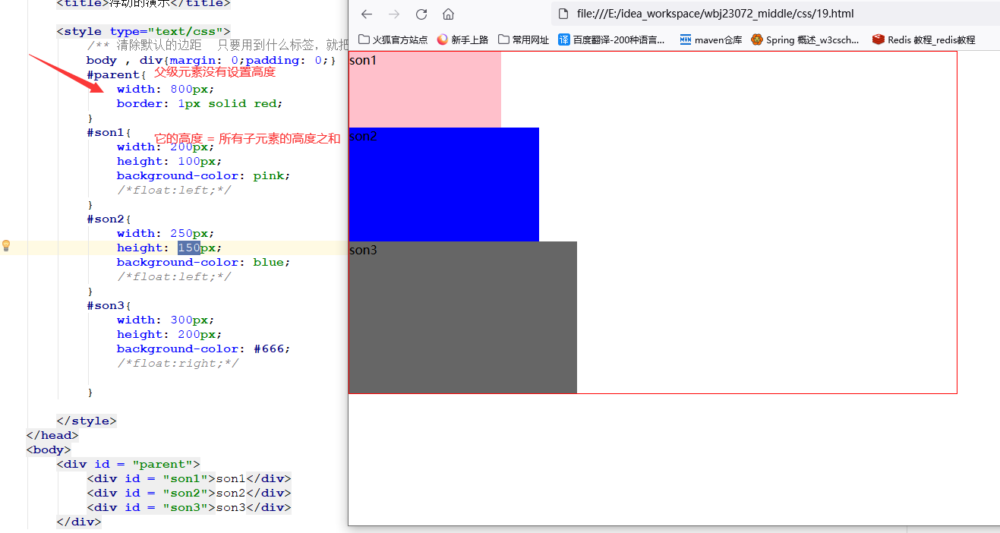 <title>浮动的演示</title>
<style type="text/css">
/** 清除默认的边距 只要用到什么标签，就把
body , div{margin: 0;padding: 0;}
#parent{
父级元素没有设置高度
width: 800px;
border: 1px solid red;
}
#son1{
它的高度 = 所有子元素的高度之和
width: 200px;
height: 100px;
background-color: pink;
/*float:left;*/
}
#son2{
width: 250px;
height: 150px;
background-color: blue;
/*float:left;*/
}
#son3{
width: 300px;
height: 200px;
background-color: #666;
/*float:right;*/
}
</style>
</head>
<body>
<div id = "parent">
<div id = "son1">son1</div>
<div id = "son2">son2</div>
<div id = "son3">son3</div>
</div>
file:///E:/idea_workspace/wbj23072_middle/css/19.html
火狐官方站点 新手上路 常用网址 译 百度翻译-200种语言... MVN maven仓库 Spring 概述_w3csch... Redis 教程_redis教程
son1
son2
son3